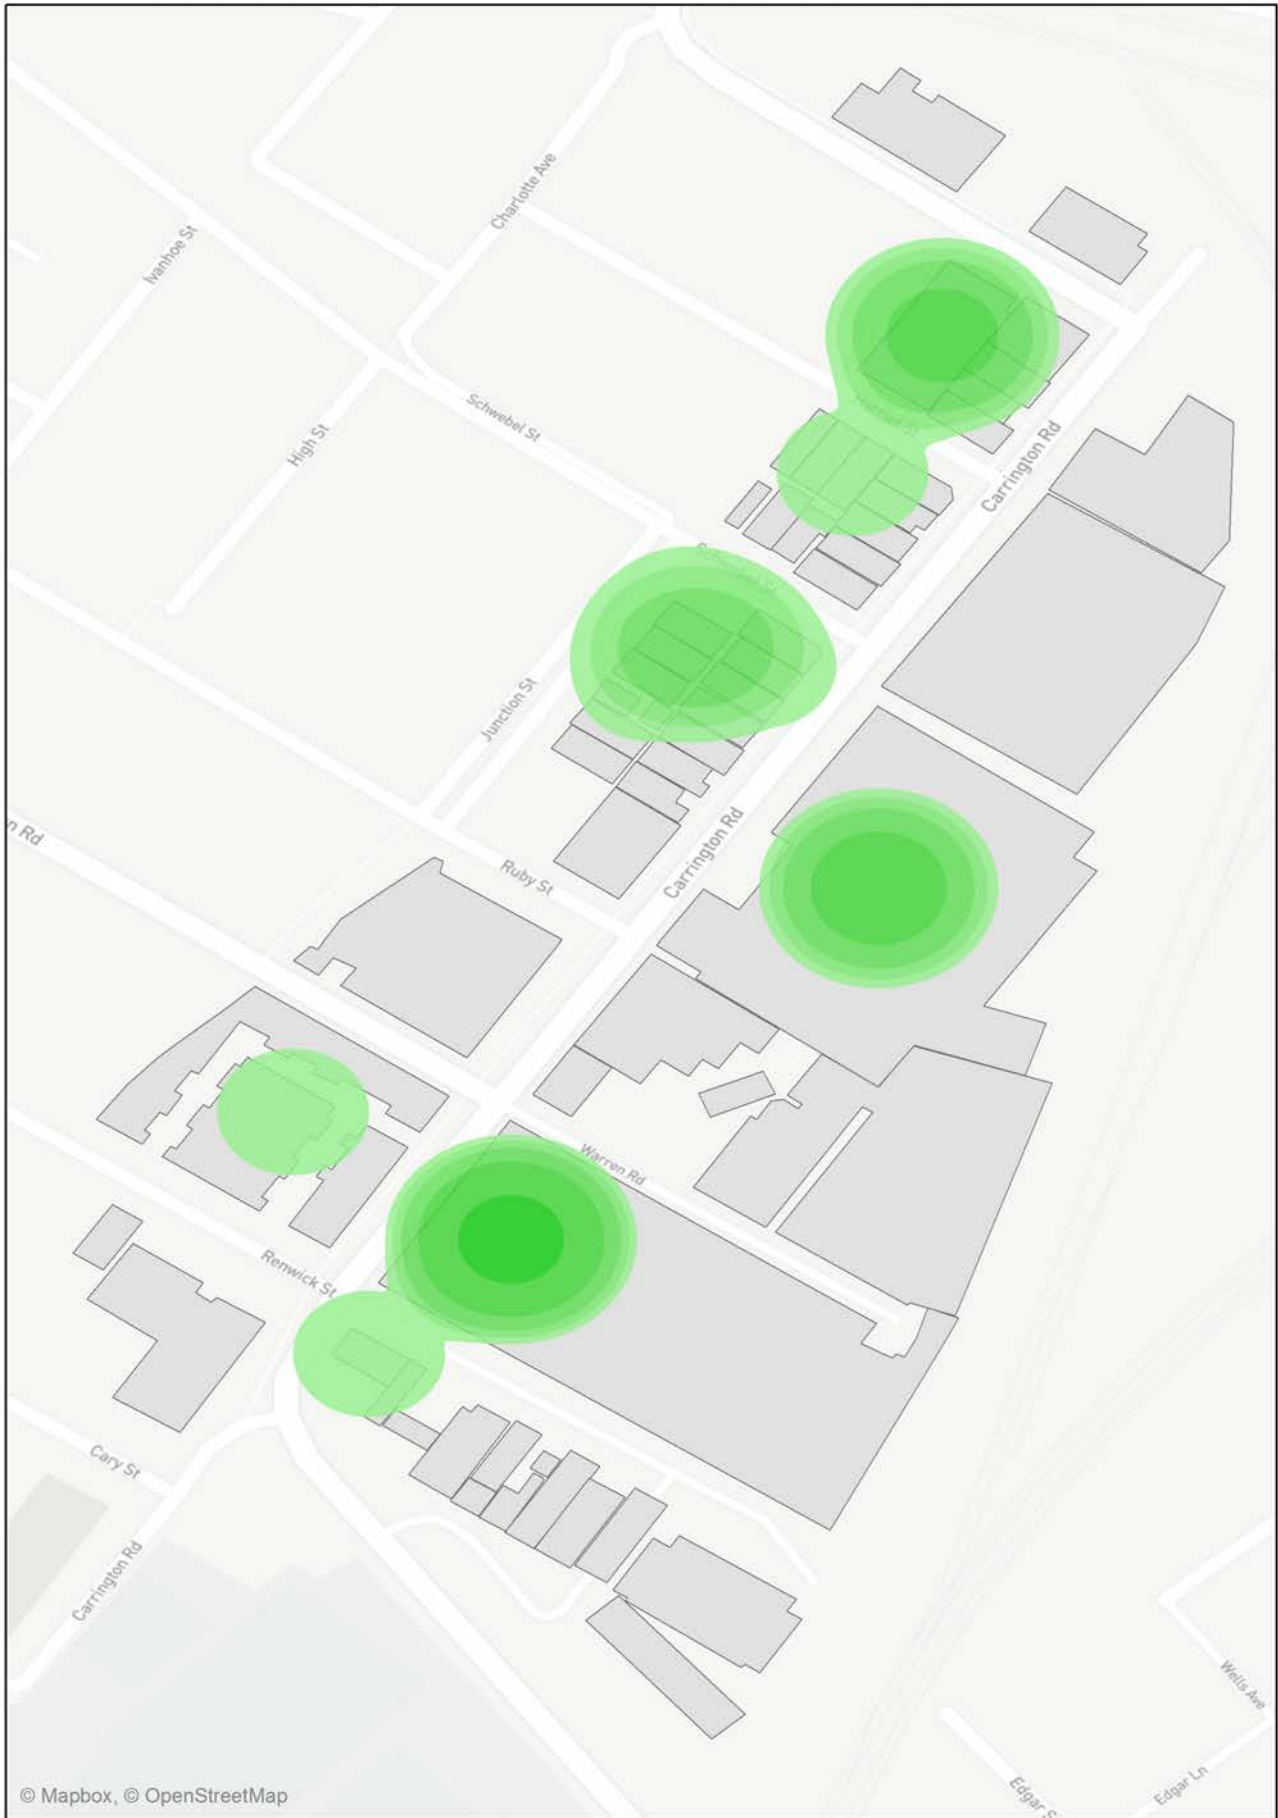 Charlotte Ave
Ivanhoe St
Schwebel St
High St
Carrington Rd
Junction St
n Rd
Carrington Rd
Ruby St
Warren Rd
Renwick St
Cary St
Carrington Rd
Wells Ave
Edgar Ln
Edgar S
© Mapbox, © OpenStreetMap